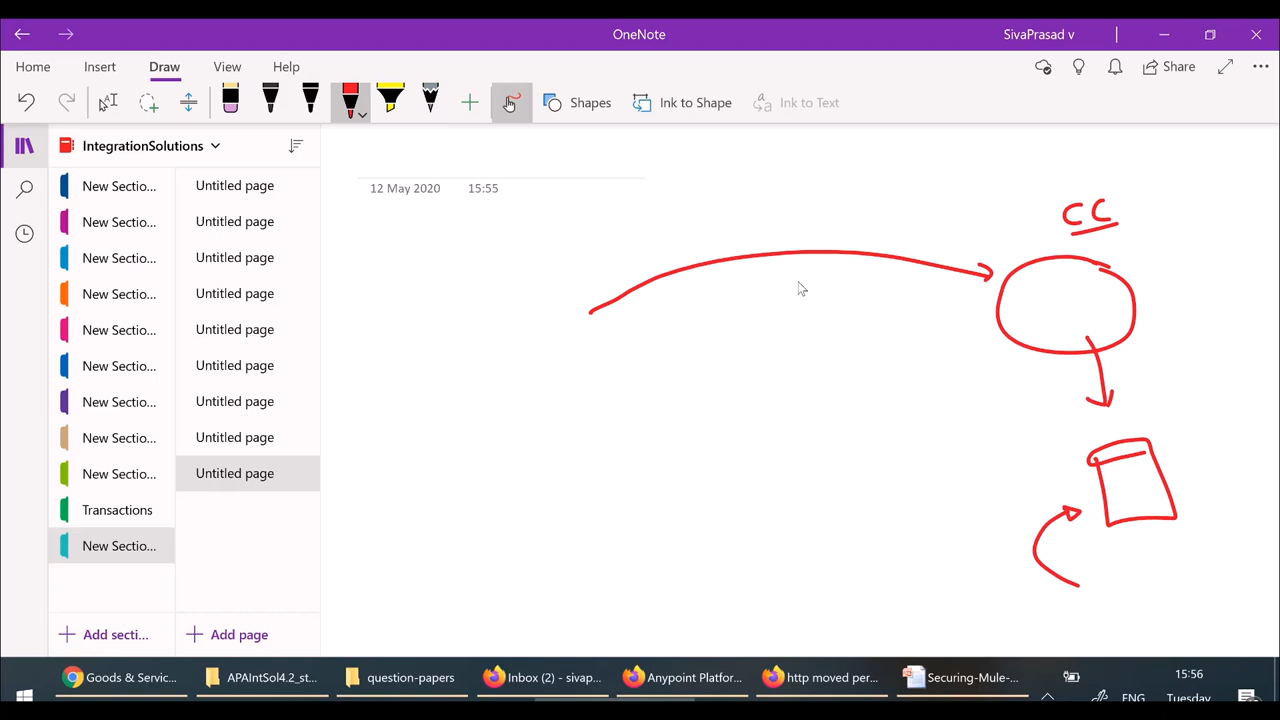 OneNote
SivaPrasad v
Home Insert Draw View Help
Share
Shapes
Ink to Shape
Ink to Text
IntegrationSolutions
New Sectio...
New Sectio...
New Sectio...
New Sectio...
New Sectio...
New Sectio...
New Sectio...
New Sectio...
New Sectio...
Transactions
New Sectio...
Add secti...
Untitled page
Untitled page
Untitled page
Untitled page
Untitled page
Untitled page
Untitled page
Untitled page
Untitled page
Add page
12 May 2020 15:55
CC
Goods & Servic...
APAIntSol4.2_st...
question-papers
Inbox (2) - sivap...
Anypoint Platfor...
http moved per...
Securing-Mule-...
ENG
15:56
Tuesday